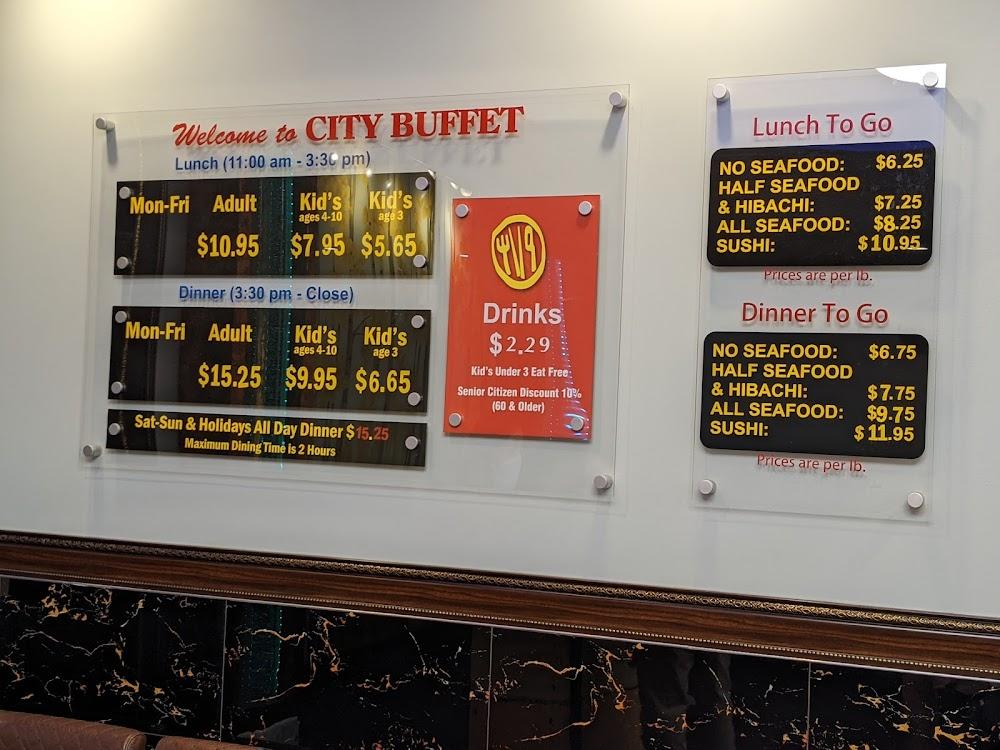 Welcome to CITY BUFFET
Lunch (11:00 am - 3:30 pm)
Mon-Fri Adult Kid's Kid's
ages 4-10 age 3
$10.95 $7.95 $5.65
Dinner (3:30 pm - Close)
Mon-Fri Adult Kid's Kid's
ages 4-10 age 3
$15.25 $9.95 $6.65
Sat-Sun & Holidays All Day Dinner $15.25
Maximum Dining Time is 2 Hours
Drinks
$2.29
Kid's Under 3 Eat Free
Senior Citizen Discount 10%
(60 & Older)
Lunch To Go
NO SEAFOOD: $6.25
HALF SEAFOOD
& HIBACHI: $7.25
ALL SEAFOOD: $8.25
SUSHI: $10.95
Prices are per lb.
Dinner To Go
NO SEAFOOD: $6.75
HALF SEAFOOD
& HIBACHI: $7.75
ALL SEAFOOD: $9.75
SUSHI: $11.95
Prices are per lb.